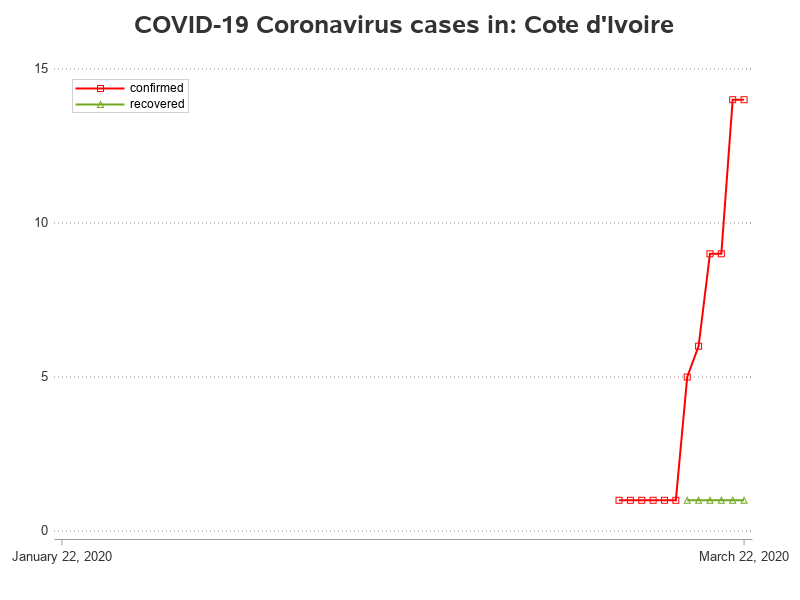 COVID-19 Coronavirus cases in: Cote d'Ivoire
15
confirmed
recovered
10
5
0
January 22, 2020
March 22, 2020